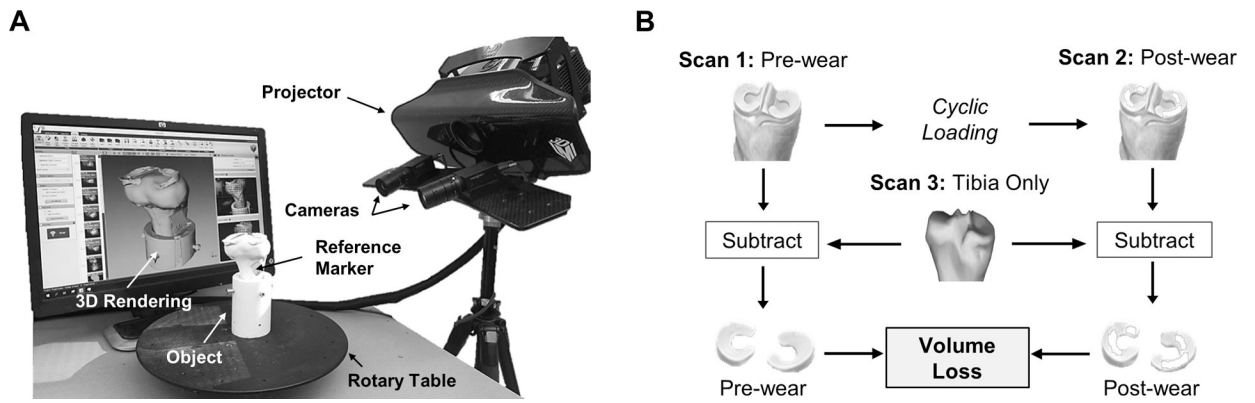 A
Projector
Cameras
Reference
Marker
3D Rendering
Object
Rotary Table
B
Scan 1: Pre-wear
Scan 2: Post-wear
Cyclic
Loading
Scan 3: Tibia Only
Subtract
Subtract
Volume
Loss
Pre-wear
Post-wear